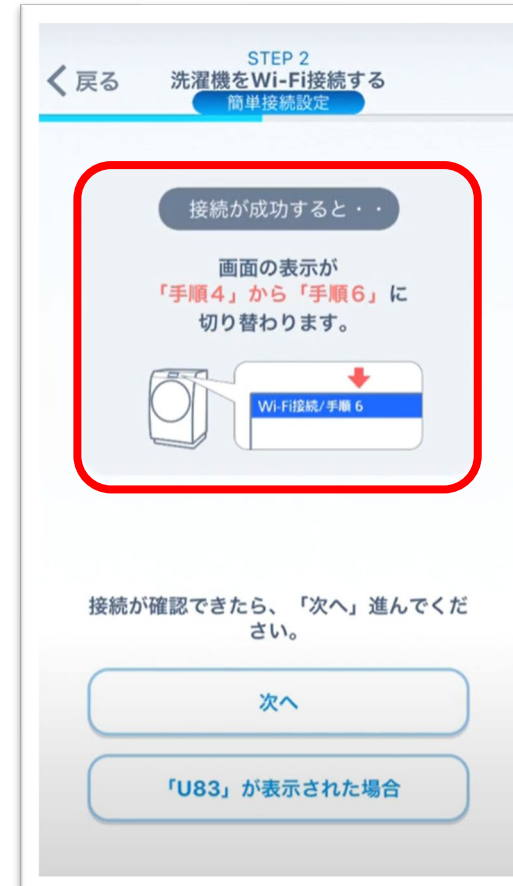 STEP 2
戻る
洗濯機をWi-Fi接続する
簡単接続設定
接続が成功すると・・
画面の表示が
「手順4」から「手順6」に
切り替わります。
Wi-Fi接続/手順 6
接続が確認できたら、「次へ」進んでくだ
さい。
次へ
「U83」が表示された場合